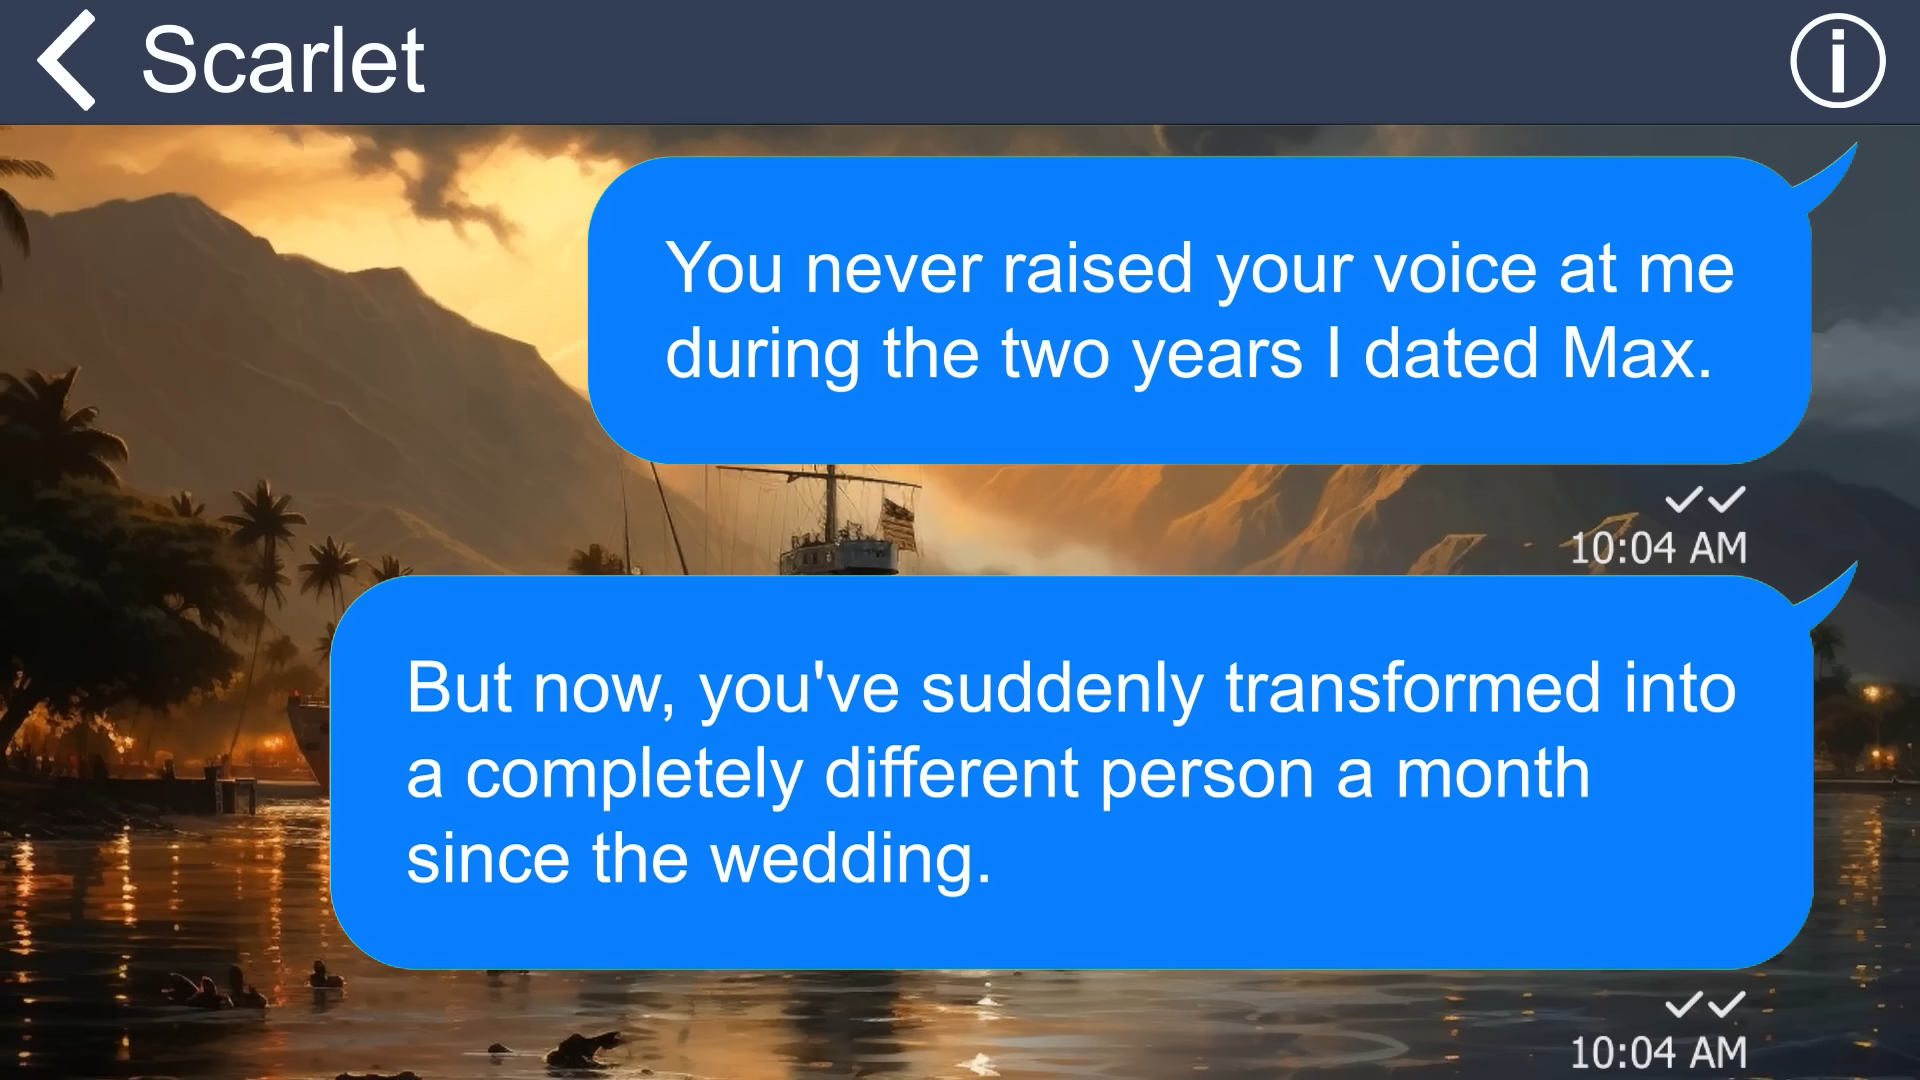 Scarlet
You never raised your voice at me
during the two years I dated Max.
10:04 AM
But now, you've suddenly transformed into
a completely different person a month
since the wedding.
10:04 AM